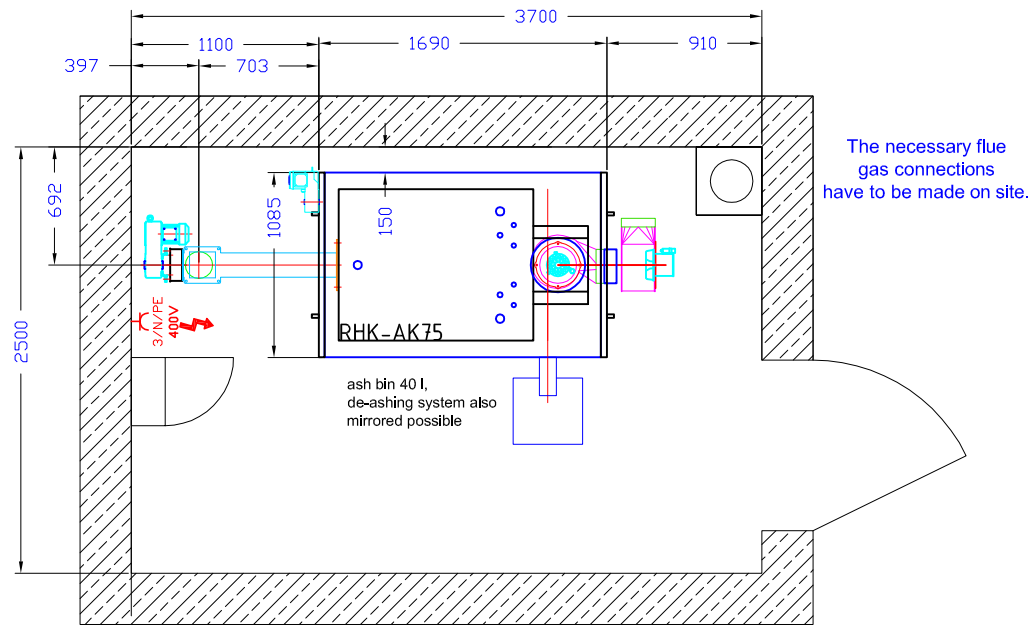 3700
1100
1690
910
397
703
The necessary flue
gas connections
have to be made on site.
692
1085
150
2500
3/N/PE
400V
RHK-AK75
ash bin 40 l,
de-ashing system also
mirrored possible